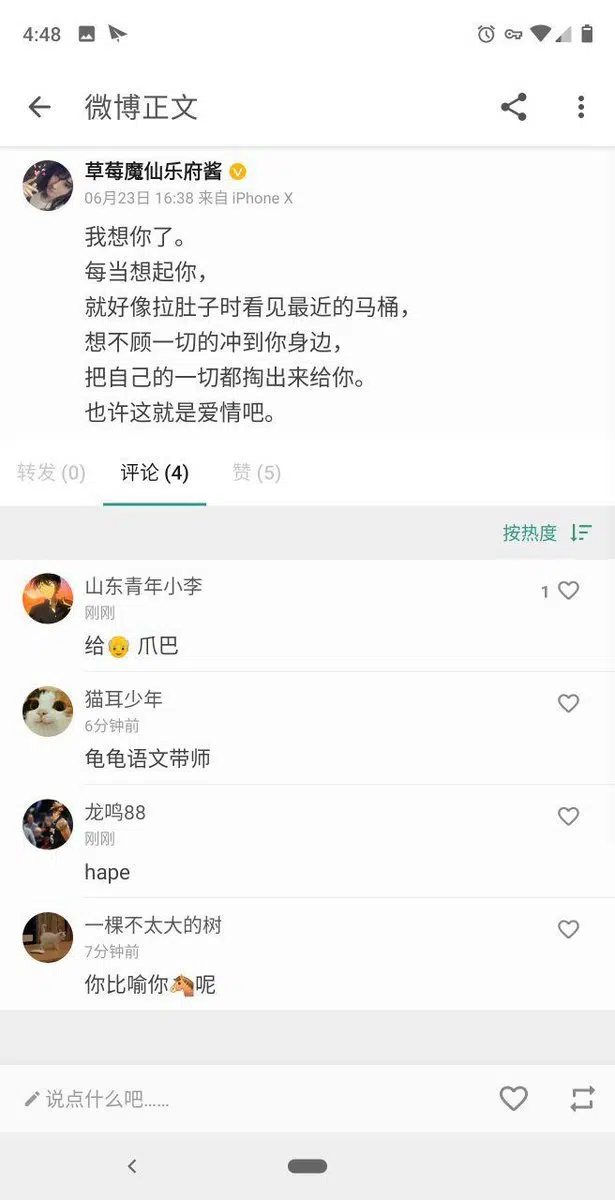 4:48
微博正文
草莓魔仙乐府酱
06月23日 16:38 来自 iPhone X
我想你了。
每当想起你，
就好像拉肚子时看见最近的马桶，
想不顾一切的冲到你身边，
把自己的一切都掏出来给你。
也许这就是爱情吧。
转发 (0) 评论 (4) 赞 (5)
按热度
山东青年小李
1
刚刚
给👴 爪巴
猫耳少年
6分钟前
龟龟语文带师
龙鸣88
刚刚
hape
一棵不太大的树
7分钟前
你比喻你🐴呢
说点什么吧......